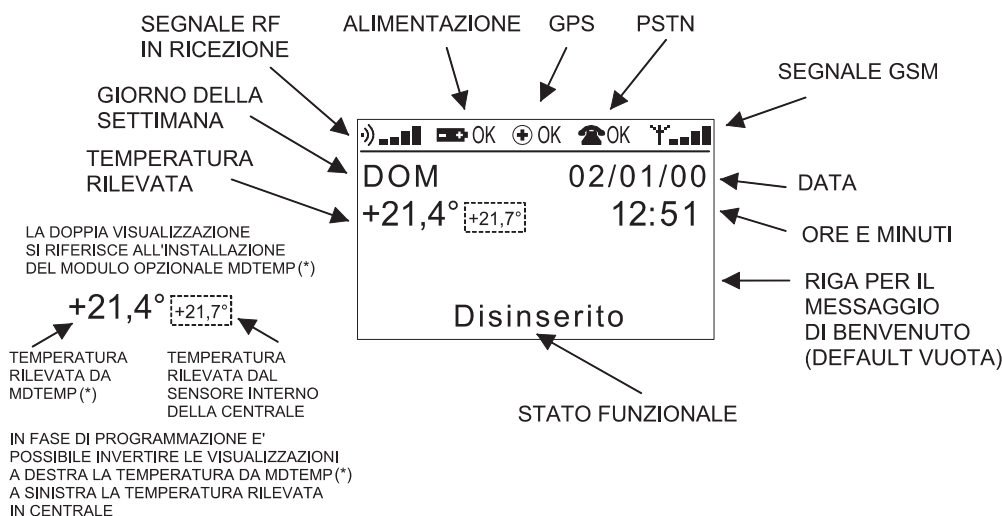 SEGNALE RF
IN RICEZIONE
ALIMENTAZIONE
GPS
PSTN
SEGNALE GSM
GIORNO DELLA
SETTIMANA
TEMPERATURA
RILEVATA
OK OK OK
DOM 02/01/00
+21,4° +21,7° 12:51
Disinserito
DATA
ORE E MINUTI
RIGA PER IL
MESSAGGIO
DI BENVENUTO
(DEFAULT VUOTA)
STATO FUNZIONALE
LA DOPPIA VISUALIZZAZIONE
SI RIFERISCE ALL'INSTALLAZIONE
DEL MODULO OPZIONALE MDTEMP(*)
+21,4° +21,7°
TEMPERATURA
RILEVATA DA
MDTEMP(*)
TEMPERATURA
RILEVATA DAL
SENSORE INTERNO
DELLA CENTRALE
IN FASE DI PROGRAMMAZIONE E'
POSSIBILE INVERTIRE LE VISUALIZZAZIONI
A DESTRA LA TEMPERATURA DA MDTEMP(*)
A SINISTRA LA TEMPERATURA RILEVATA
IN CENTRALE